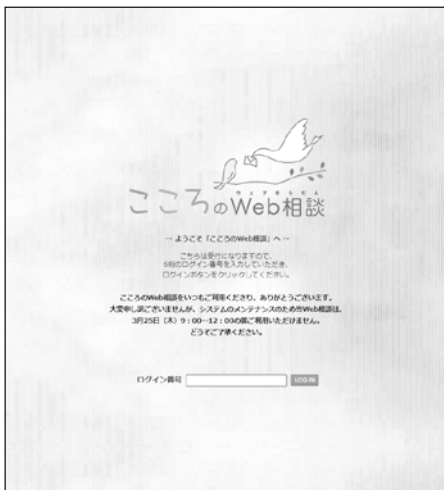 ウェブそうだん
こころのWeb相談
～ ようこそ「こころのWeb相談」へ ～
こちらは受付になりますので、
6桁のログイン番号を入力していただき、
ログインボタンをクリックしてください。
こころのWeb相談をいつもご利用くださり、ありがとうございます。
大変申し訳ございませんが、システムのメンテナンスのため当Web相談は、
3月25日（木）9：00～12：00の間ご利用いただけません。
どうぞご了承ください。
ログイン番号 LOG IN